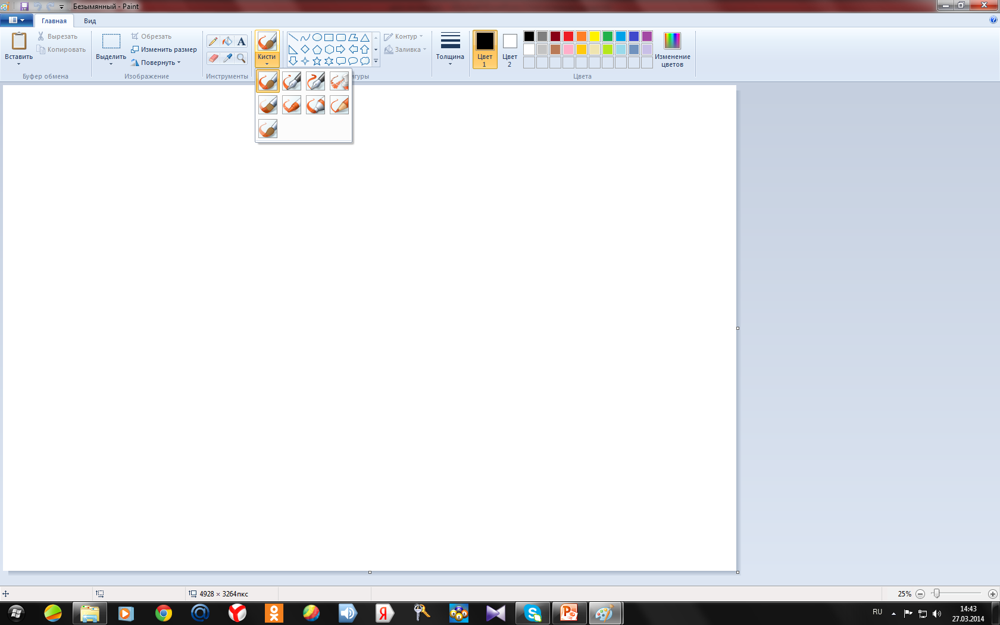 Безымянный - Paint
Главная
Вид
Вставить
Вырезать
Копировать
Буфер обмена
Выделить
Обрезать
Изменить размер
Повернуть
Изображение
A
Инструменты
Кисти
гуры
Контур
Заливка
Толщина
Цвет
1
Цвет
2
Цвета
Изменение
цветов
4928 × 3264пкс
25%
Я
RU
14:43
27.03.2014